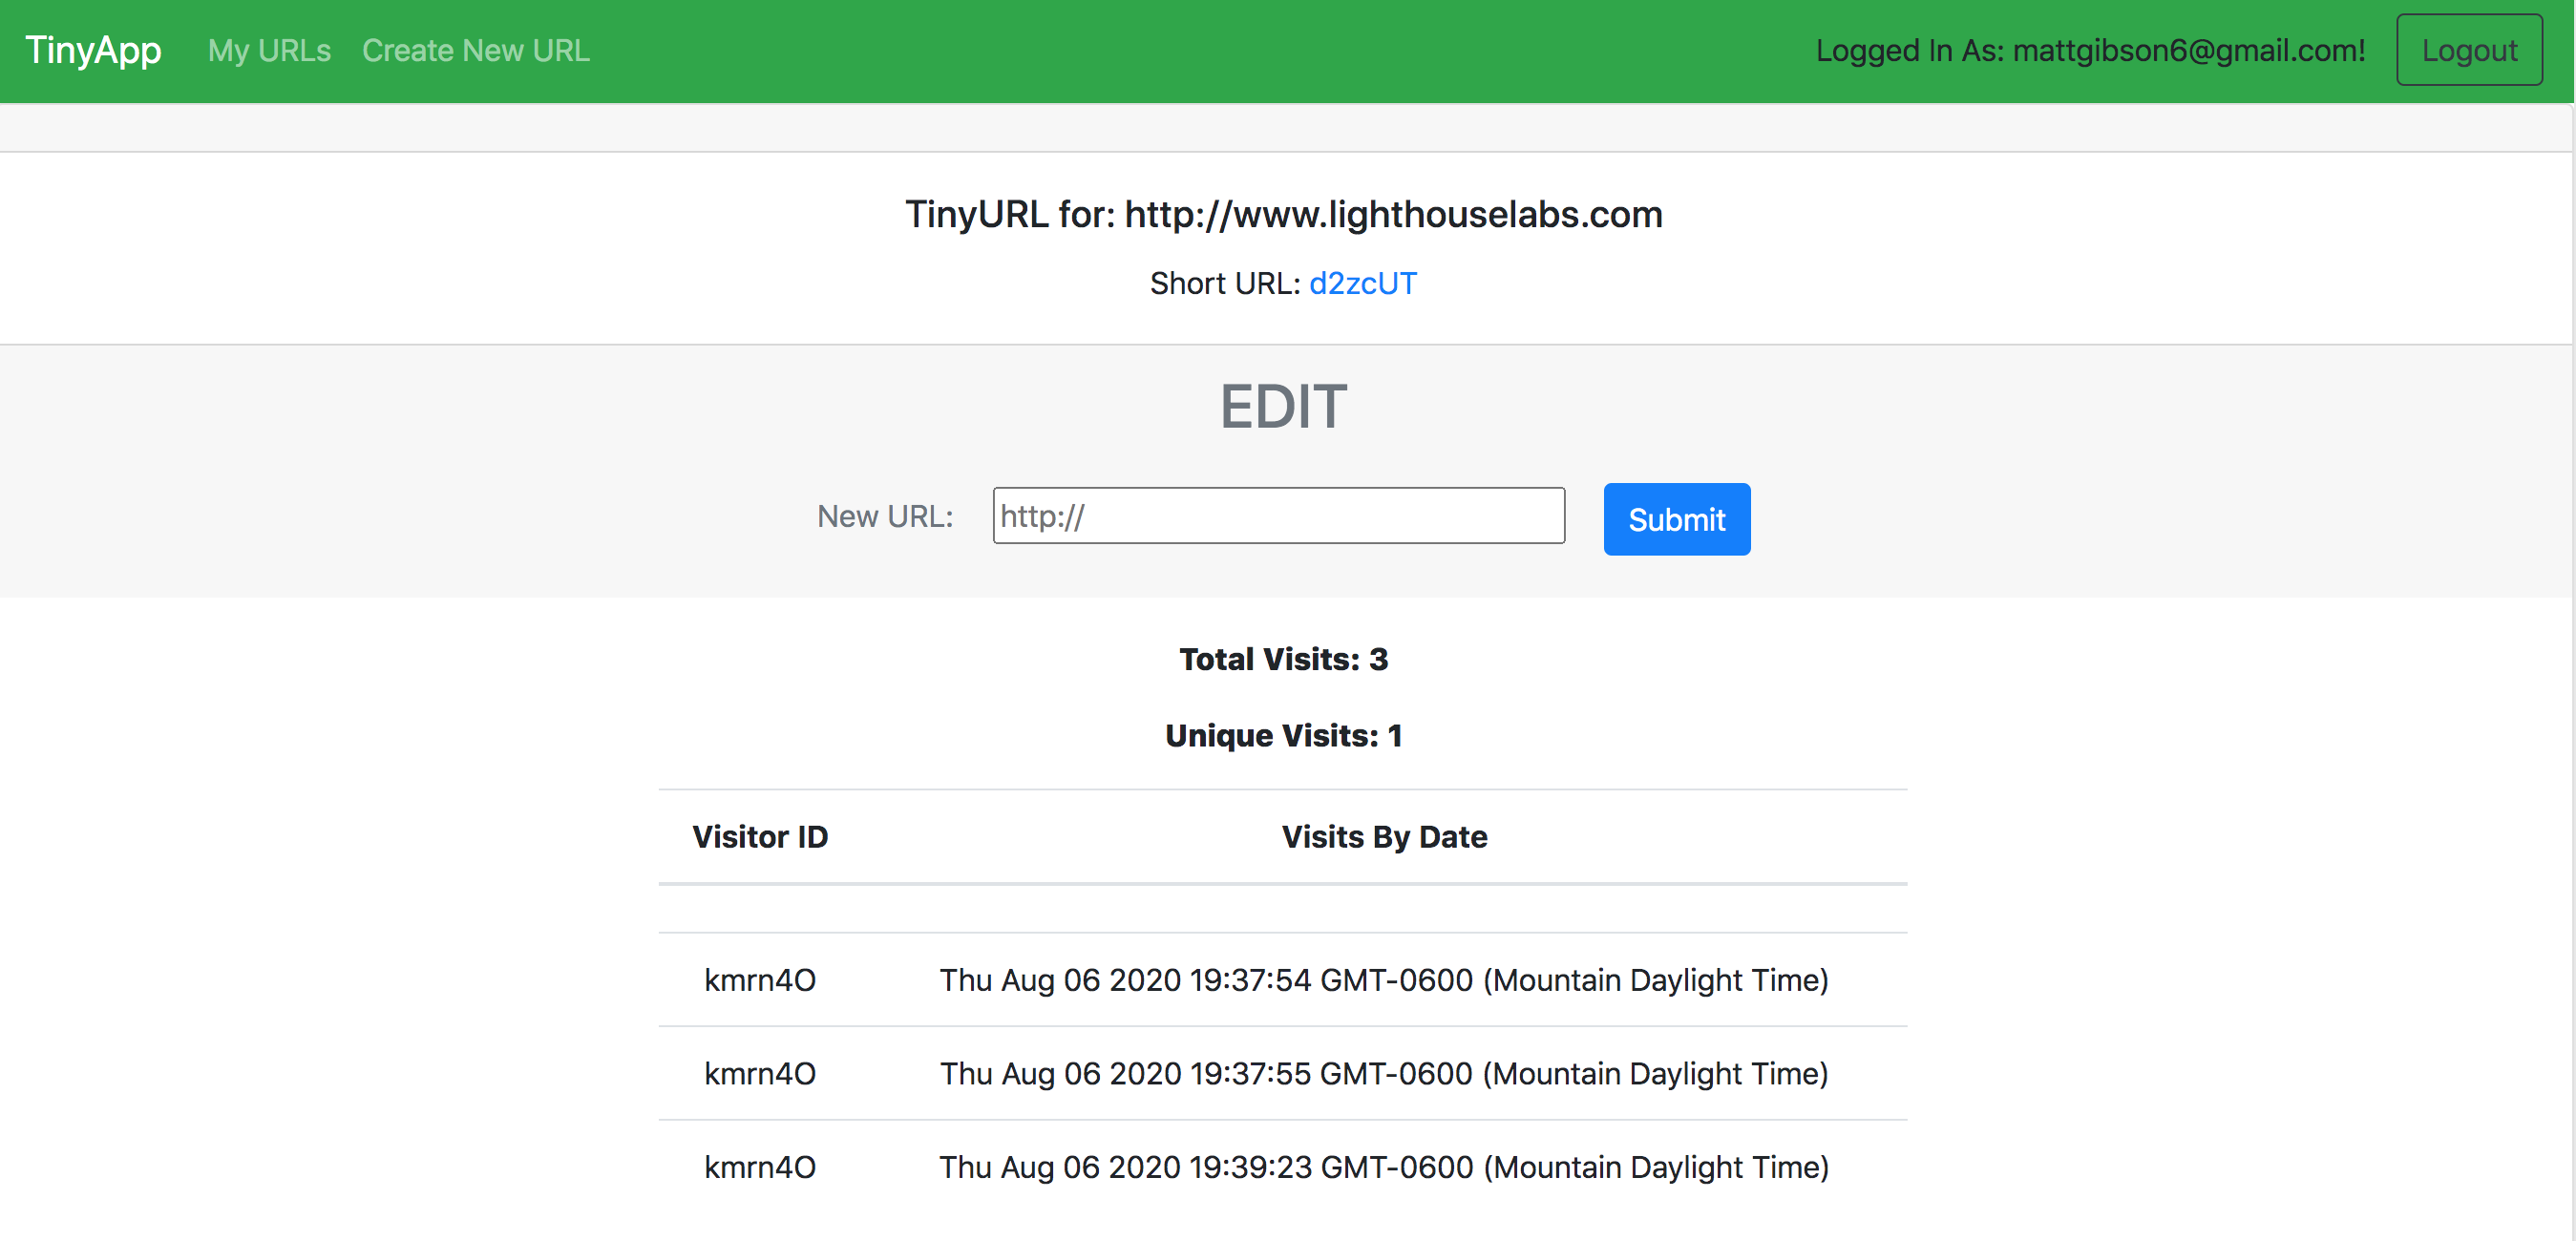 TinyApp My URLs Create New URL Logged In As: mattgibson6@gmail.com! Logout
TinyURL for: http://www.lighthouselabs.com
Short URL: d2zcUT
EDIT
New URL: http:// Submit
Total Visits: 3
Unique Visits: 1
Visitor ID Visits By Date
kmrn4O Thu Aug 06 2020 19:37:54 GMT-0600 (Mountain Daylight Time)
kmrn4O Thu Aug 06 2020 19:37:55 GMT-0600 (Mountain Daylight Time)
kmrn4O Thu Aug 06 2020 19:39:23 GMT-0600 (Mountain Daylight Time)